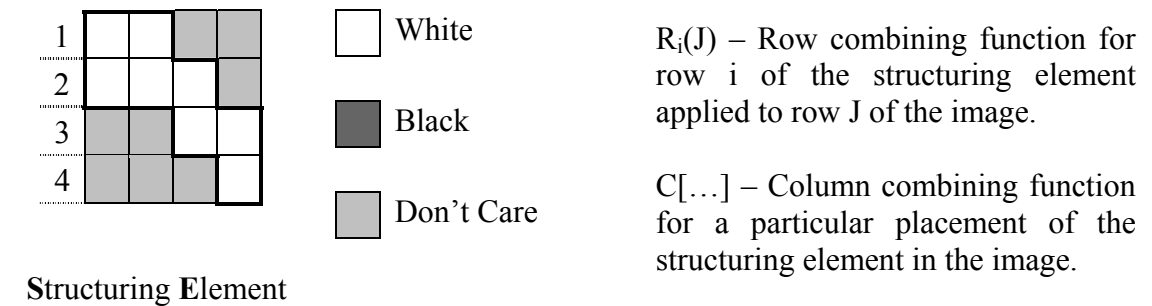 1
2
3
4
White
Black
Don’t Care
Structuring Element
Rᵢ(J) – Row combining function for
row i of the structuring element
applied to row J of the image.
C[…] – Column combining function
for a particular placement of the
structuring element in the image.